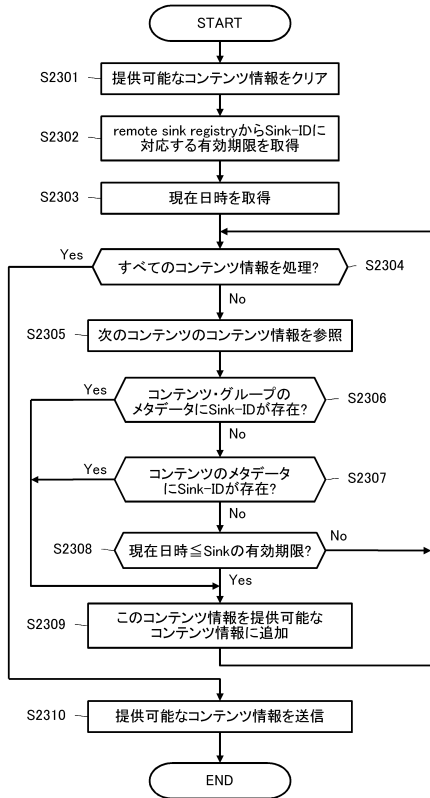 START
S2301
提供可能なコンテンツ情報をクリア
S2302
remote sink registryからSink-IDに
対応する有効期限を取得
S2303
現在日時を取得
Yes
すべてのコンテンツ情報を処理?
S2304
No
S2305
次のコンテンツのコンテンツ情報を参照
Yes
コンテンツ・グループの
メタデータにSink-IDが存在?
S2306
No
Yes
コンテンツのメタデータ
にSink-IDが存在?
S2307
No
S2308
現在日時≦Sinkの有効期限?
No
Yes
S2309
このコンテンツ情報を提供可能な
コンテンツ情報に追加
S2310
提供可能なコンテンツ情報を送信
END